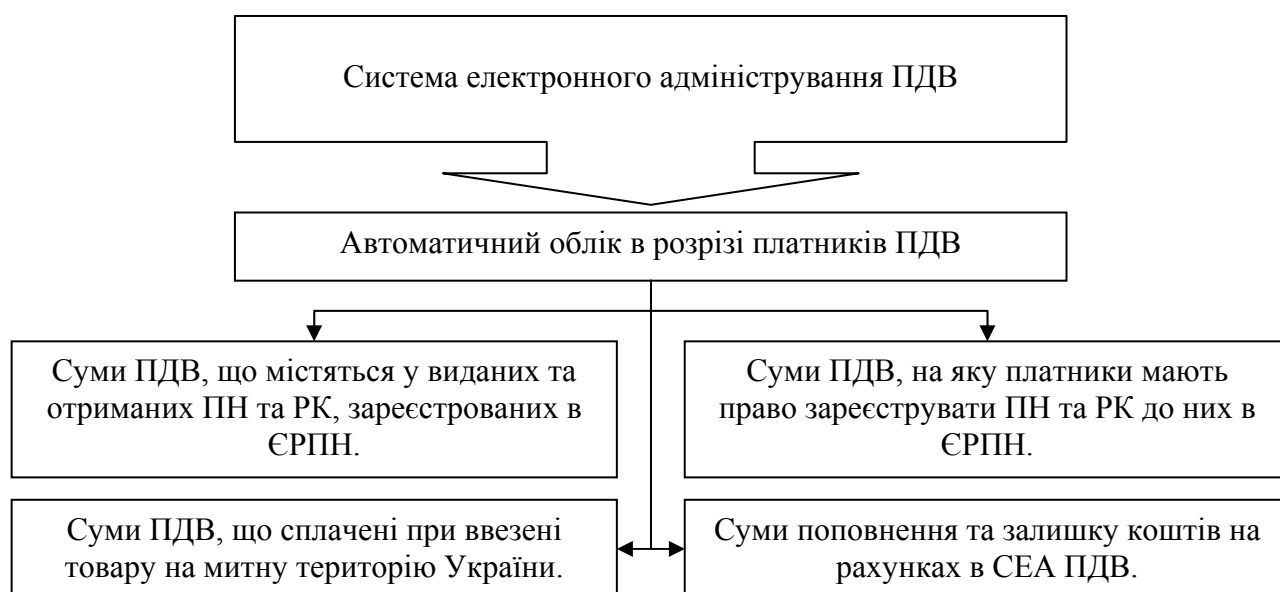 Система електронного адміністрування ПДВ
Автоматичний облік в розрізі платників ПДВ
Суми ПДВ, що містяться у виданих та
отриманих ПН та РК, зареєстрованих в
ЄРПН.
Суми ПДВ, на яку платники мають
право зареєструвати ПН та РК до них в
ЄРПН.
Суми ПДВ, що сплачені при ввезені
товару на митну територію України.
Суми поповнення та залишку коштів на
рахунках в СЕА ПДВ.